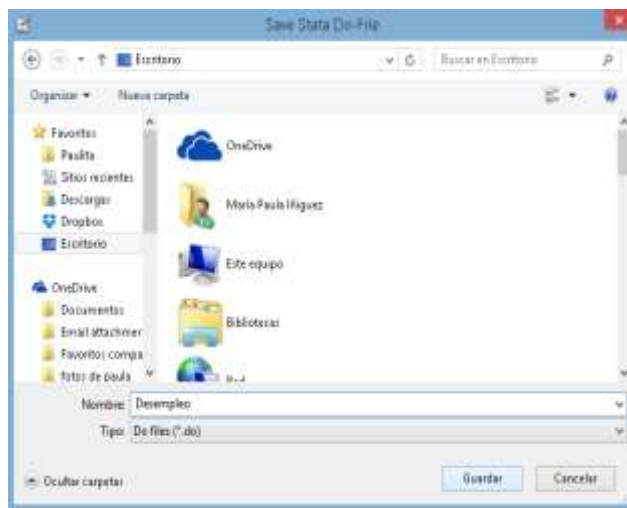 Save Stata Do-File
Escritorio
Buscar en Escritorio
Organizar
Nueva carpeta
Favoritos
Paulita
Sitios recientes
Descargas
Dropbox
Escritorio
OneDrive
Documentos
Email attachmer
Favoritos compa
fotos de paula
OneDrive
María Paula Iñiguez
Este equipo
Bibliotecas
Red
Nombre: Desempleo
Tipo: Do-files (*.do)
Ocultar carpetas
Guardar
Cancelar